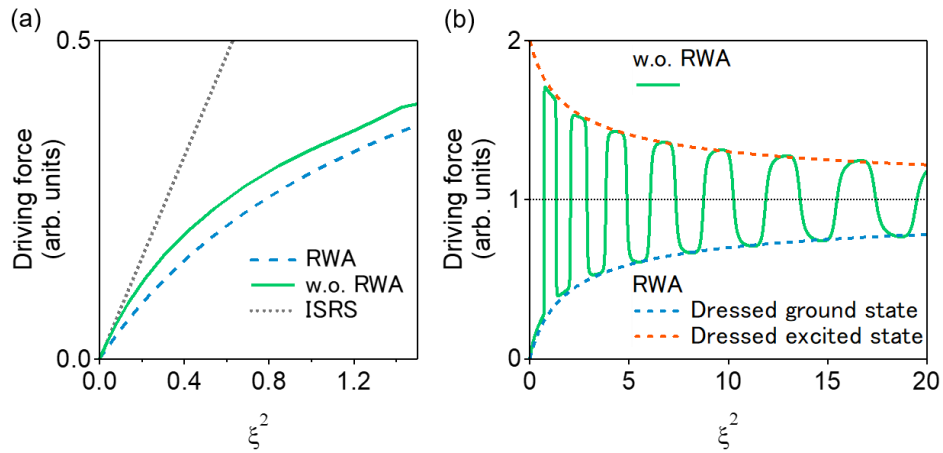 (a)
0.5
Driving force
(arb. units)
RWA
w.o. RWA
ISRS
0.0
0.0
0.4
0.8
1.2
ξ²
(b)
2
w.o. RWA
Driving force
(arb. units)
1
RWA
Dressed ground state
Dressed excited state
0
0
5
10
15
20
ξ²